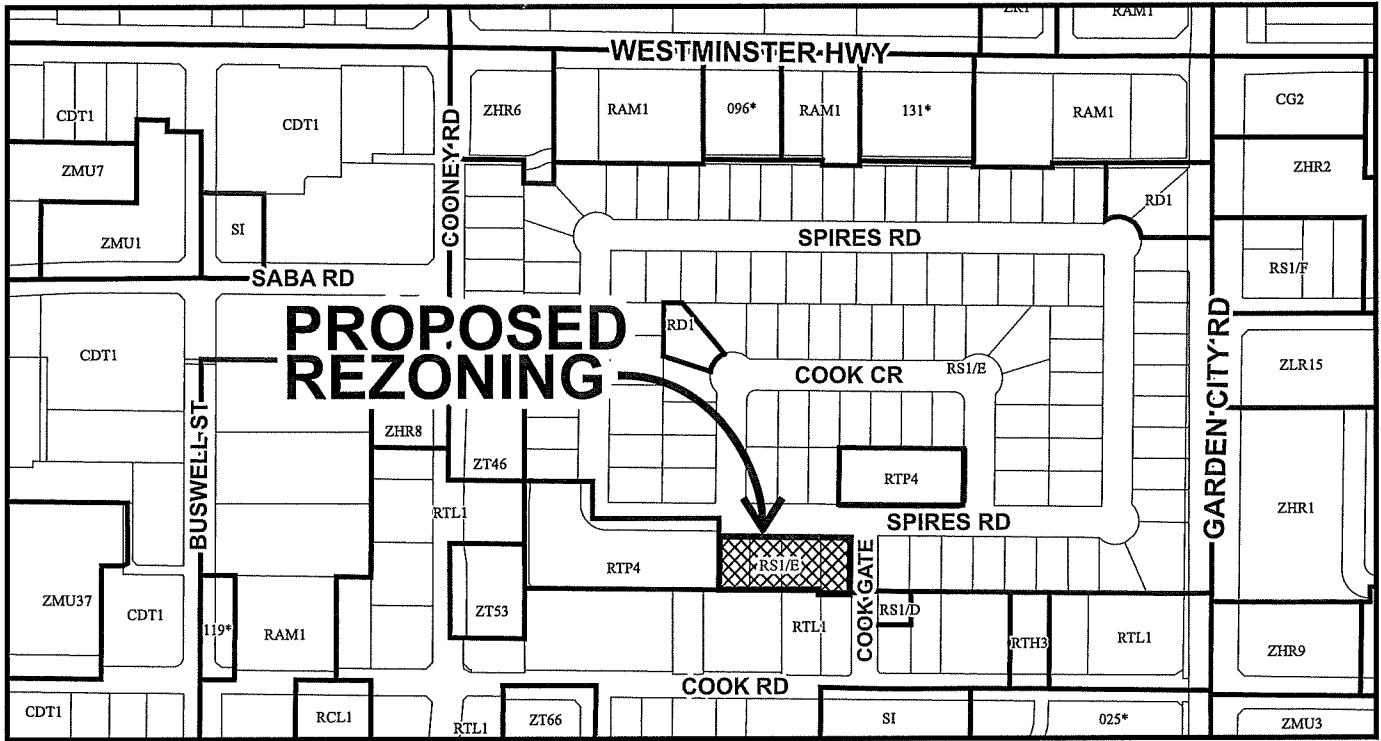 ZR1
RAM1
WESTMINSTER HWY
CDT1
CDT1
ZHR6
RAM1
096*
RAM1
131*
RAM1
CG2
ZMU7
COONEY RD
ZHR2
RD1
ZMU1
SI
SPIRES RD
RS1/F
SABA RD
PROPOSED
REZONING
RD1
CDT1
COOK CR
RS1/E
ZLR15
GARDEN CITY RD
BUSWELL ST
ZHR8
ZT46
RTP4
RTL1
SPIRES RD
ZHR1
RTP4
RS1/E
COOK GATE
ZMU37
CDT1
119*
RAM1
ZT53
RTL1
RS1/D
RTH3
RTL1
ZHR9
COOK RD
CDT1
RCL1
RTL1
ZT66
SI
025*
ZMU3